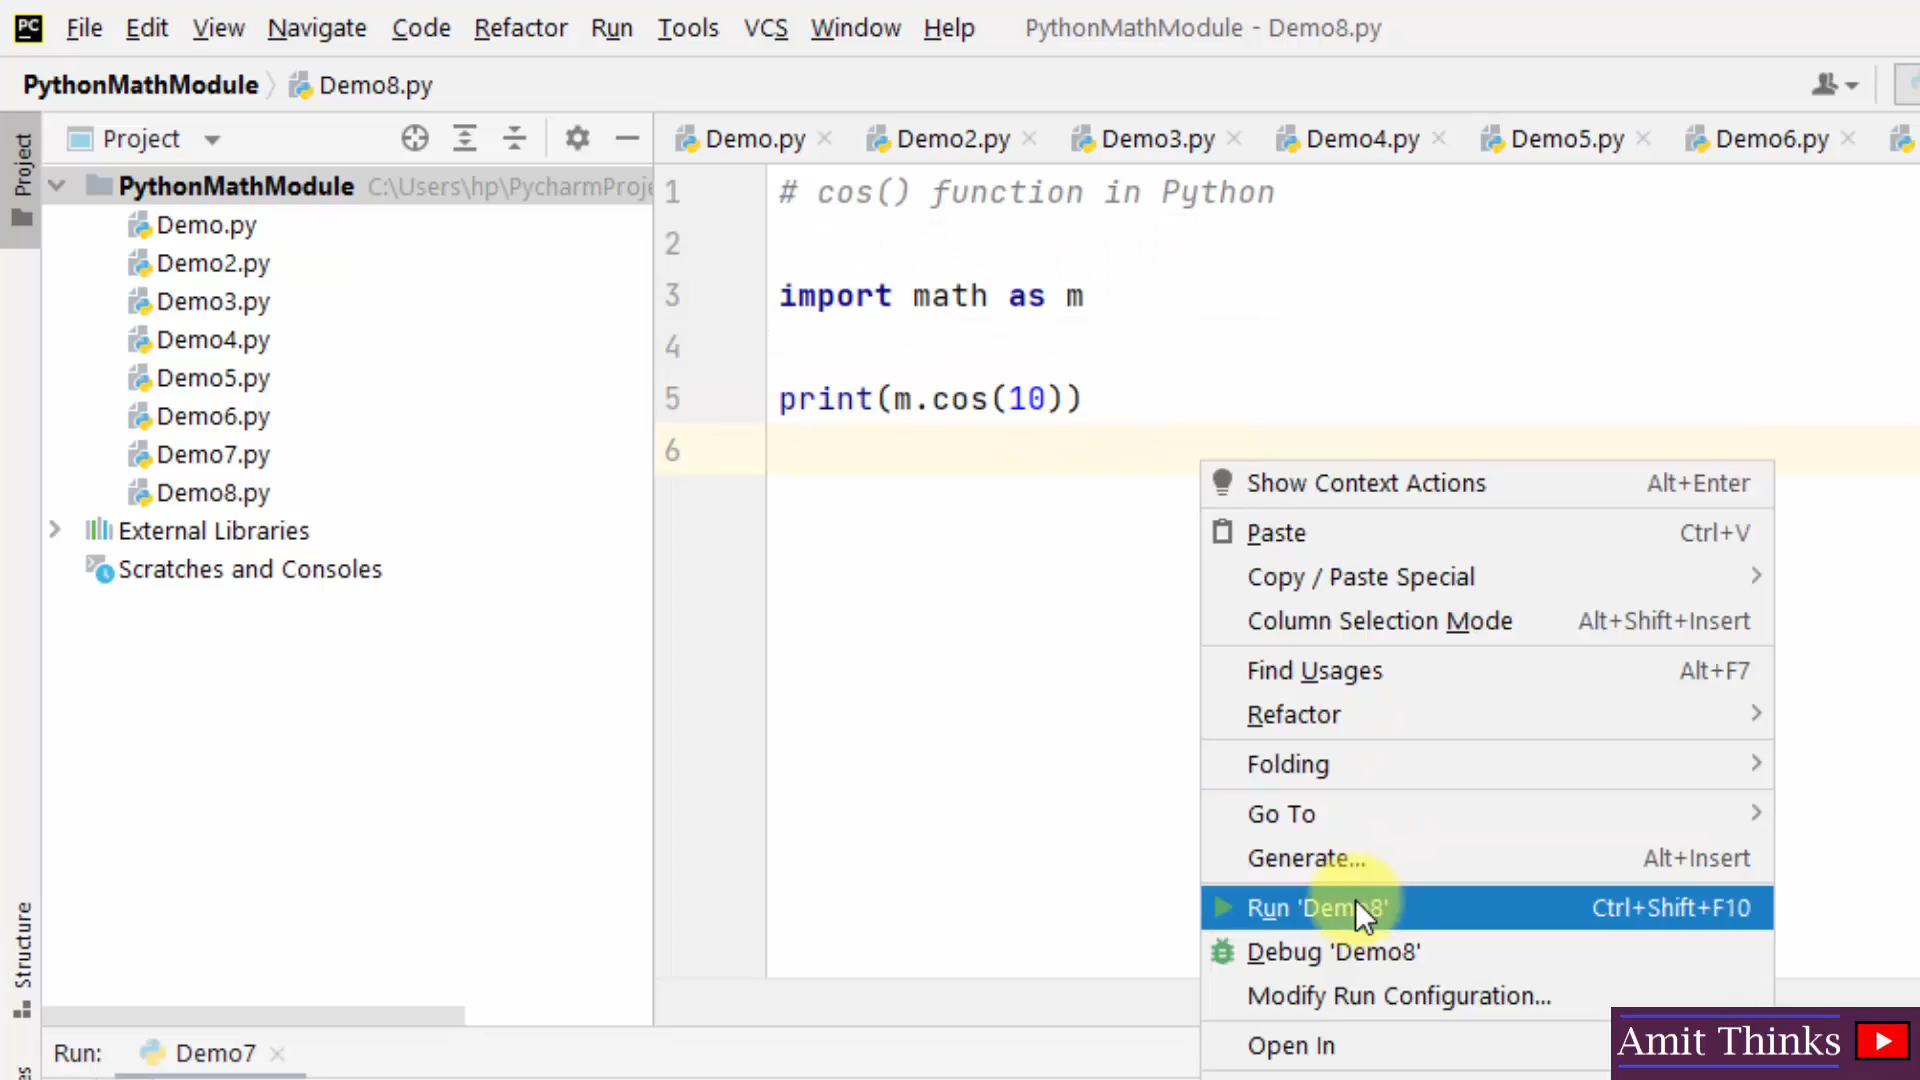 PC File Edit View Navigate Code Refactor Run Tools VCS Window Help PythonMathModule - Demo8.py
PythonMathModule Demo8.py
Project
Project
Demo.py Demo2.py Demo3.py Demo4.py Demo5.py Demo6.py
PythonMathModule C:\Users\hp\PycharmProj
Demo.py
Demo2.py
Demo3.py
Demo4.py
Demo5.py
Demo6.py
Demo7.py
Demo8.py
External Libraries
Scratches and Consoles
1 # cos() function in Python
2
3 import math as m
4
5 print(m.cos(10))
6
Show Context Actions Alt+Enter
Paste Ctrl+V
Copy / Paste Special
Column Selection Mode Alt+Shift+Insert
Find Usages Alt+F7
Refactor
Folding
Go To
Generate... Alt+Insert
Run 'Demo8' Ctrl+Shift+F10
Debug 'Demo8'
Modify Run Configuration...
Open In
Structure
Run: Demo7
Amit Thinks